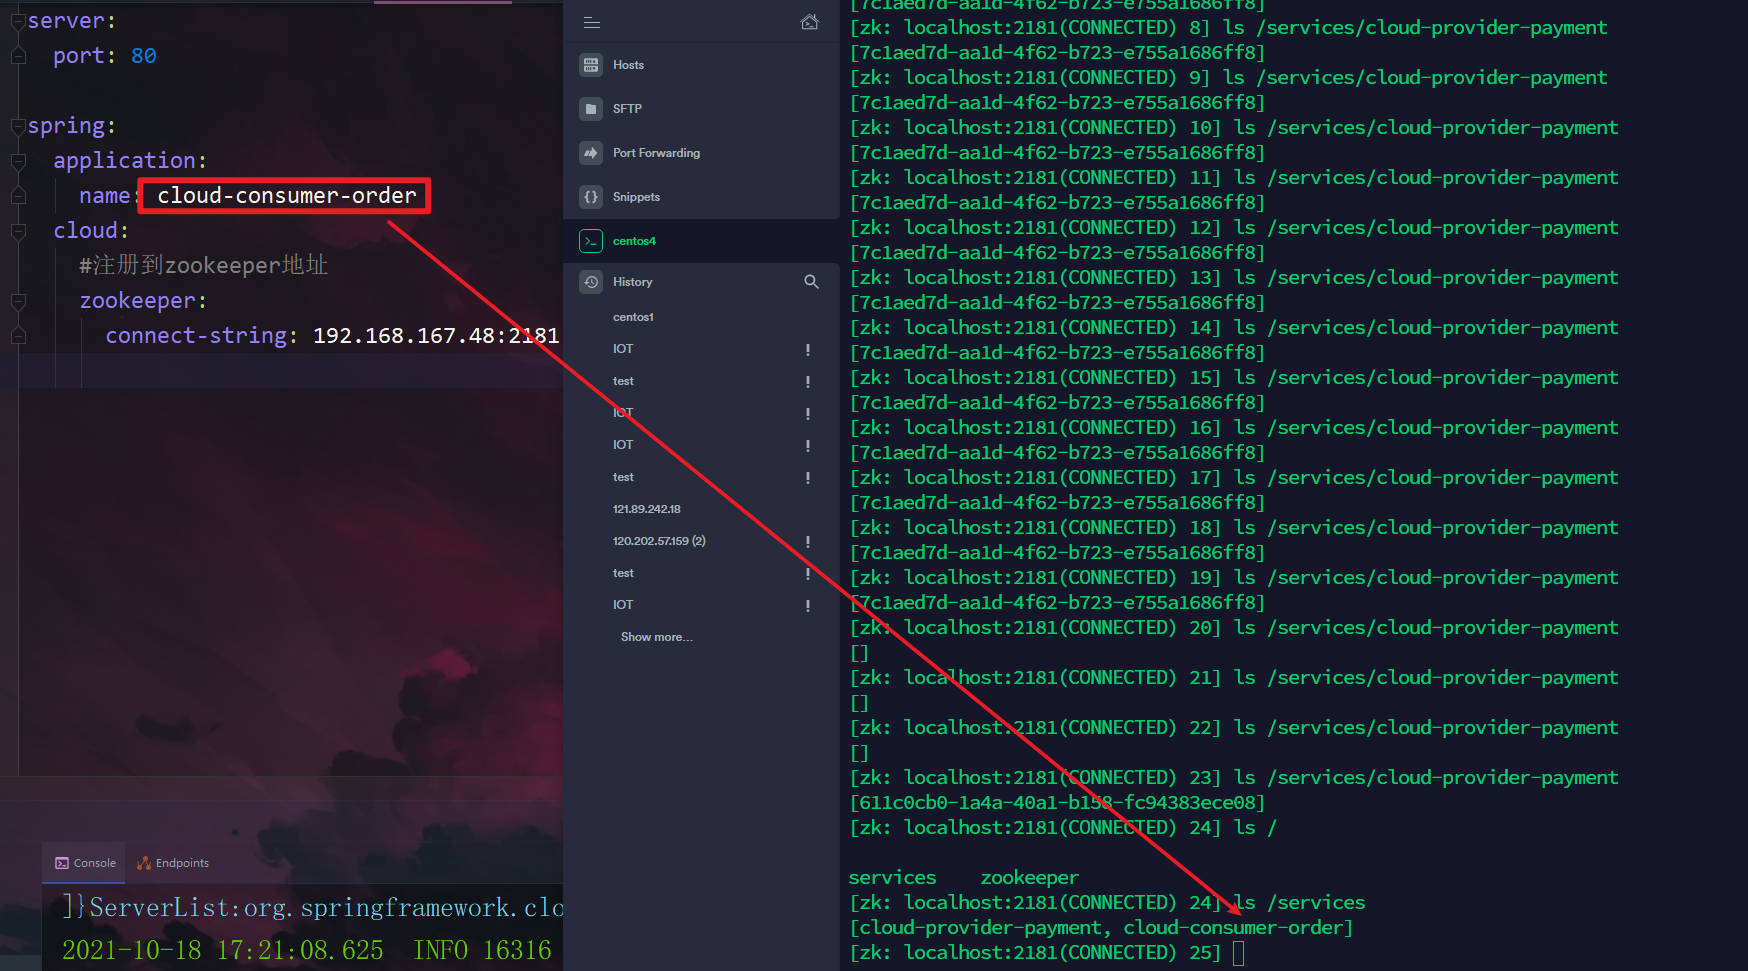 server:
port: 80
spring:
application:
name: cloud-consumer-order
cloud:
#注册到zookeeper地址
zookeeper:
connect-string: 192.168.167.48:2181
Console
Endpoints
]}ServerList:org.springframework.clo
2021-10-18 17:21:08.625 INFO 16316
Hosts
SFTP
Port Forwarding
Snippets
centos4
History
centos1
IOT
test
IOT
IOT
test
121.89.242.18
120.202.57.159 (2)
test
IOT
Show more...
[7c1aed7d-aa1d-4f62-b723-e755a1686ff8]
[zk: localhost:2181(CONNECTED) 8] ls /services/cloud-provider-payment
[7c1aed7d-aa1d-4f62-b723-e755a1686ff8]
[zk: localhost:2181(CONNECTED) 9] ls /services/cloud-provider-payment
[7c1aed7d-aa1d-4f62-b723-e755a1686ff8]
[zk: localhost:2181(CONNECTED) 10] ls /services/cloud-provider-payment
[7c1aed7d-aa1d-4f62-b723-e755a1686ff8]
[zk: localhost:2181(CONNECTED) 11] ls /services/cloud-provider-payment
[7c1aed7d-aa1d-4f62-b723-e755a1686ff8]
[zk: localhost:2181(CONNECTED) 12] ls /services/cloud-provider-payment
[7c1aed7d-aa1d-4f62-b723-e755a1686ff8]
[zk: localhost:2181(CONNECTED) 13] ls /services/cloud-provider-payment
[7c1aed7d-aa1d-4f62-b723-e755a1686ff8]
[zk: localhost:2181(CONNECTED) 14] ls /services/cloud-provider-payment
[7c1aed7d-aa1d-4f62-b723-e755a1686ff8]
[zk: localhost:2181(CONNECTED) 15] ls /services/cloud-provider-payment
[7c1aed7d-aa1d-4f62-b723-e755a1686ff8]
[zk: localhost:2181(CONNECTED) 16] ls /services/cloud-provider-payment
[7c1aed7d-aa1d-4f62-b723-e755a1686ff8]
[zk: localhost:2181(CONNECTED) 17] ls /services/cloud-provider-payment
[7c1aed7d-aa1d-4f62-b723-e755a1686ff8]
[zk: localhost:2181(CONNECTED) 18] ls /services/cloud-provider-payment
[7c1aed7d-aa1d-4f62-b723-e755a1686ff8]
[zk: localhost:2181(CONNECTED) 19] ls /services/cloud-provider-payment
[7c1aed7d-aa1d-4f62-b723-e755a1686ff8]
[zk: localhost:2181(CONNECTED) 20] ls /services/cloud-provider-payment
[]
[zk: localhost:2181(CONNECTED) 21] ls /services/cloud-provider-payment
[]
[zk: localhost:2181(CONNECTED) 22] ls /services/cloud-provider-payment
[]
[zk: localhost:2181(CONNECTED) 23] ls /services/cloud-provider-payment
[611c0cb0-1a4a-40a1-b158-fc94383ece08]
[zk: localhost:2181(CONNECTED) 24] ls /
services zookeeper
[zk: localhost:2181(CONNECTED) 24] ls /services
[cloud-provider-payment, cloud-consumer-order]
[zk: localhost:2181(CONNECTED) 25]